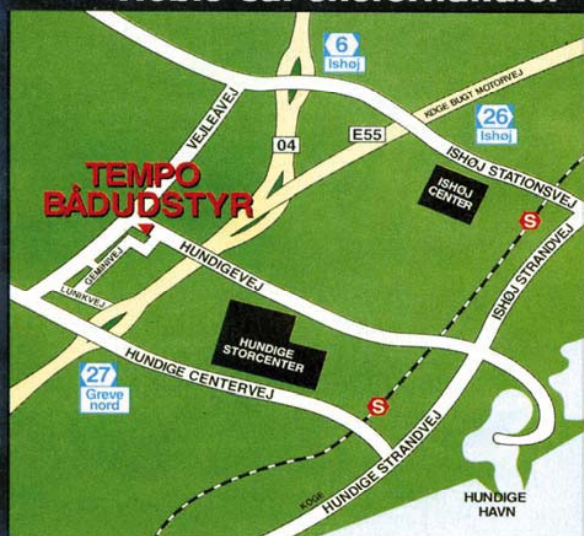 6
Ishøj
KØGE BUGT MOTORVEJ
26
Ishøj
VEJLEAVEJ
04
E55
ISHØJ STATIONSVEJ
ISHØJ
CENTER
TEMPO
BÅDUDSTYR
S
GEMINIVEJ
HUNDIGEVEJ
LUNIKVEJ
ISHØJ STRANDVEJ
HUNDIGE
STORCENTER
HUNDIGE CENTERVEJ
27
Greve
nord
S
HUNDIGE STRANDVEJ
KØGE
HUNDIGE
HAVN